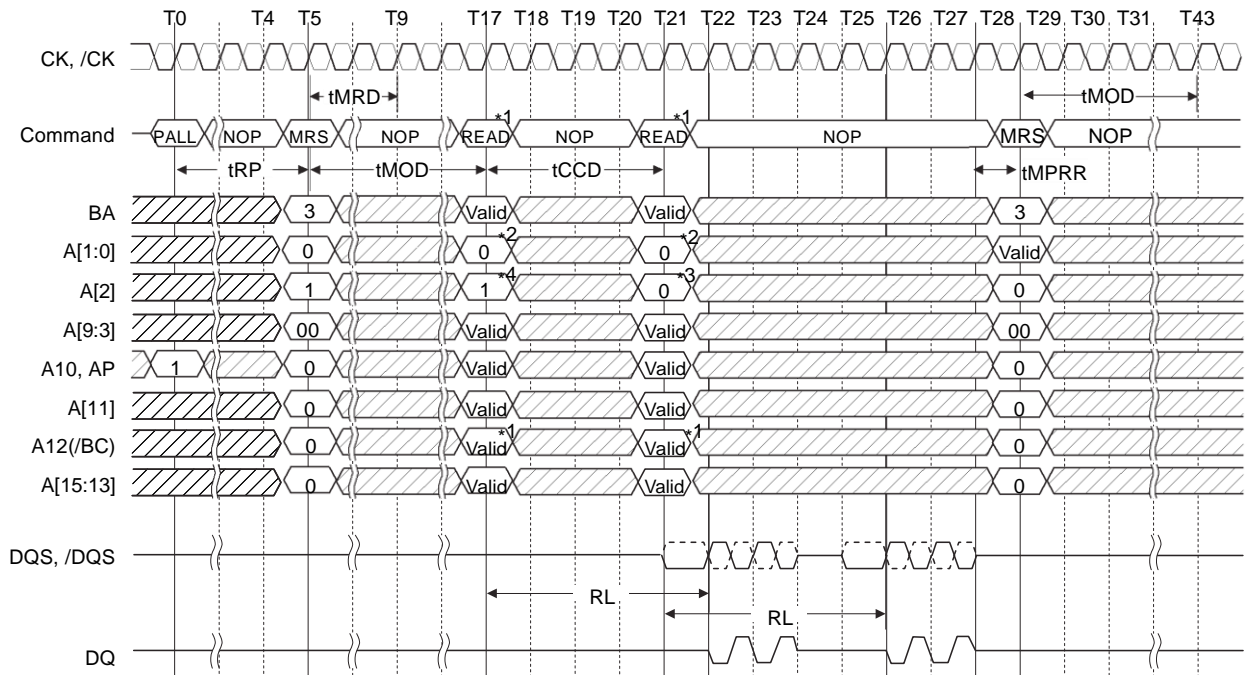 T0 T4 T5 T9 T17 T18 T19 T20 T21 T22 T23 T24 T25 T26 T27 T28 T29 T30 T31 T43
CK, /CK
tMRD tMOD
Command PALL NOP MRS NOP READ*1 NOP READ*1 NOP MRS NOP
tRP tMOD tCCD tMPRR
BA 3 Valid Valid 3
A[1:0] 0 0*2 0*2 Valid
A[2] 1 1*4 0*3 0
A[9:3] 00 Valid Valid 00
A10, AP 1 0 Valid Valid 0
A[11] 0 Valid Valid 0
A12(/BC) 0 Valid*1 Valid*1 0
A[15:13] 0 Valid Valid 0
DQS, /DQS
RL
RL
DQ